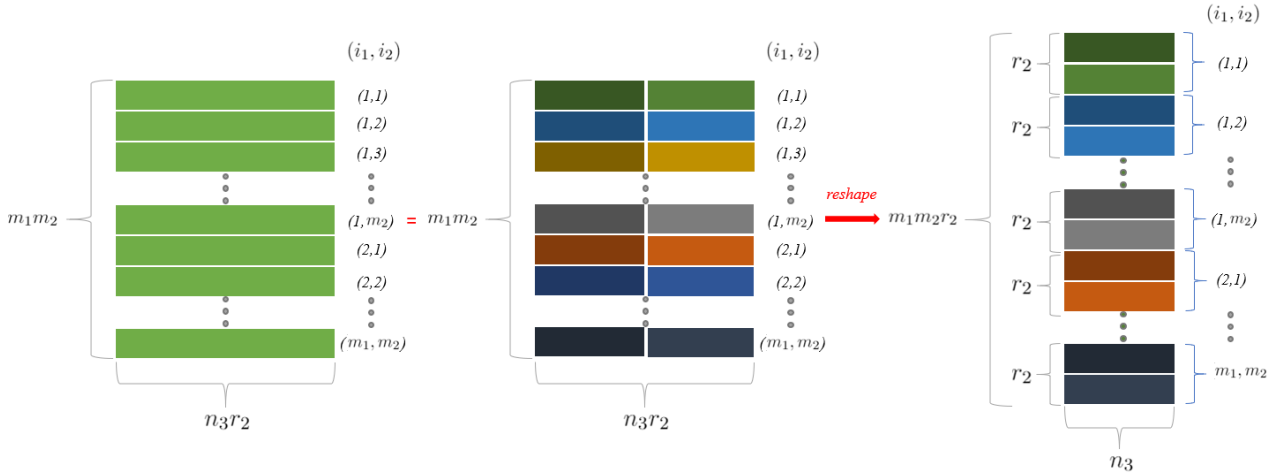 (i₁, i₂)
(1,1)
(1,2)
(1,3)
(1,m₂)
(2,1)
(2,2)
(m₁, m₂)
m₁m₂
n₃r₂
=
(i₁, i₂)
(1,1)
(1,2)
(1,3)
(1,m₂)
(2,1)
(2,2)
(m₁, m₂)
m₁m₂
n₃r₂
reshape
(i₁, i₂)
r₂
(1,1)
r₂
(1,2)
m₁m₂r₂
r₂
(1,m₂)
r₂
(2,1)
r₂
m₁, m₂
n₃